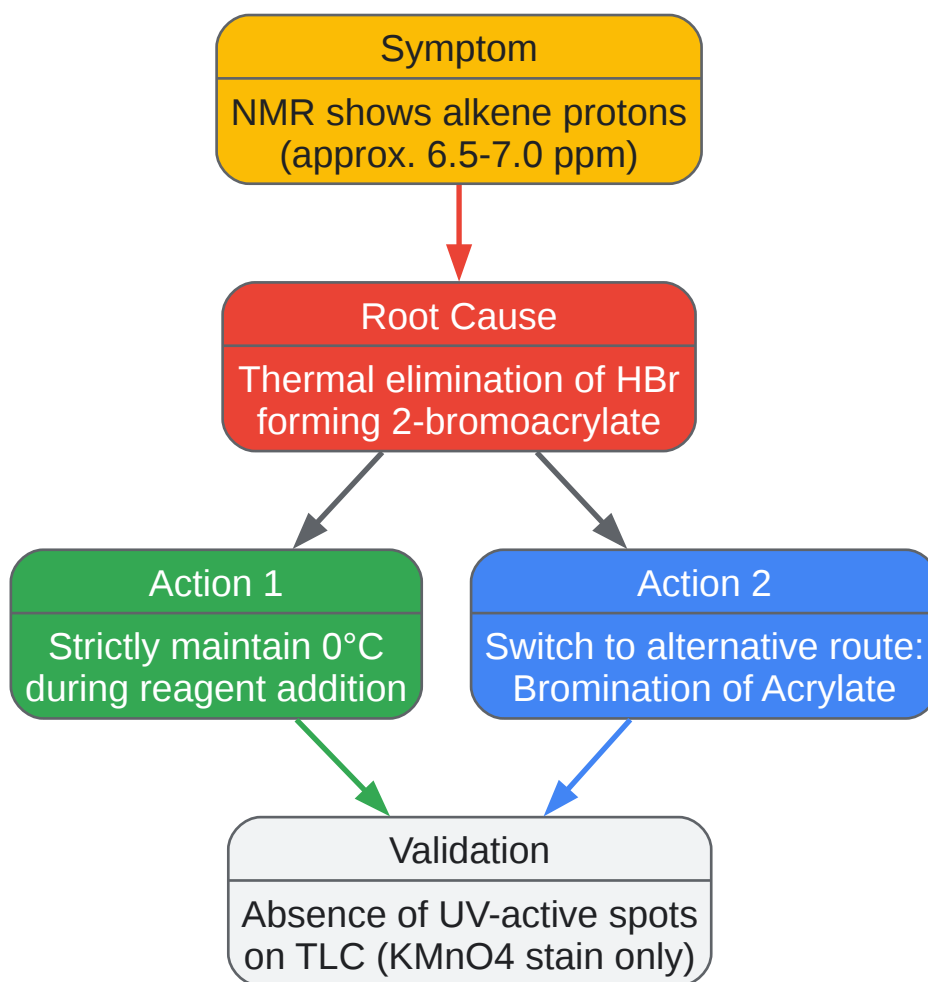 Symptom
NMR shows alkene protons
(approx. 6.5-7.0 ppm)
Root Cause
Thermal elimination of HBr
forming 2-bromoacrylate
Action 1
Strictly maintain 0°C
during reagent addition
Action 2
Switch to alternative route:
Bromination of Acrylate
Validation
Absence of UV-active spots
on TLC (KMnO4 stain only)